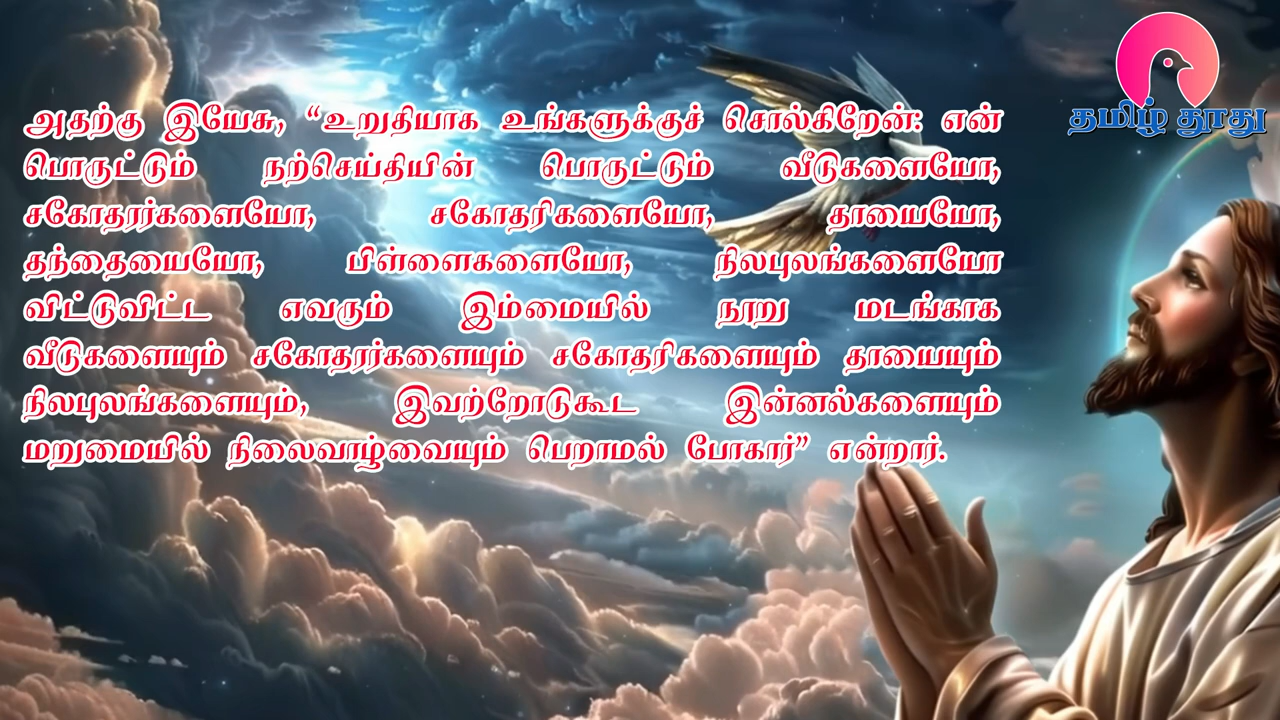 தமிழ் தூது
அதற்கு இயேசு, “உறுதியாக உங்களுக்குச் சொல்கிறேன்: என்
பொருட்டும் நற்செய்தியின் பொருட்டும் வீடுகளையோ,
சகோதரர்களையோ, சகோதரிகளையோ, தாயையோ,
தந்தையையோ, பிள்ளைகளையோ, நிலபுலங்களையோ
விட்டுவிட்ட எவரும் இம்மையில் நூறு மடங்காக
வீடுகளையும் சகோதரர்களையும் சகோதரிகளையும் தாயையும்
நிலபுலங்களையும், இவற்றோடுகூட இன்னல்களையும்
மறுமையில் நிலைவாழ்வையும் பெறாமல் போகார்” என்றார்.